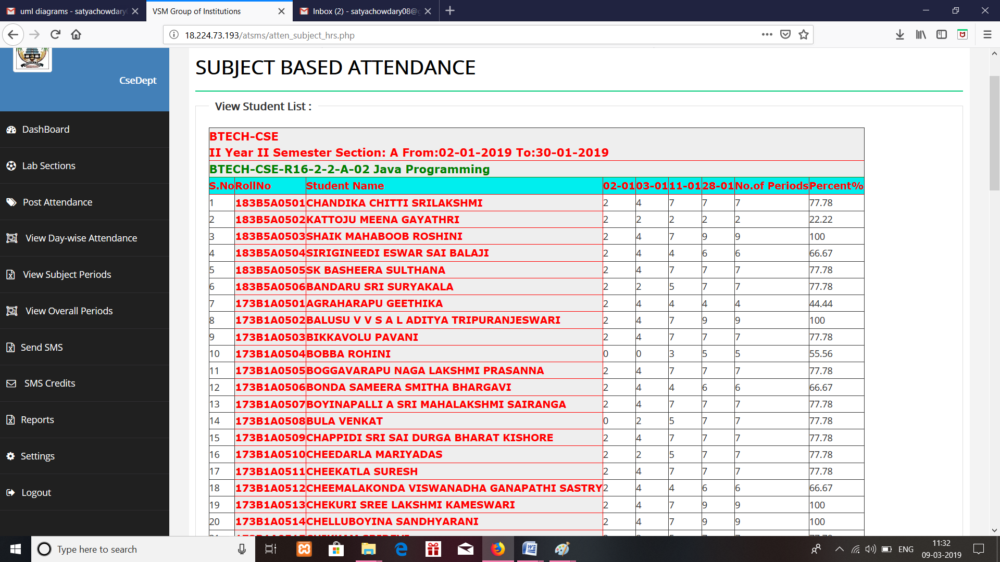 uml diagrams - satyachowdary
VSM Group of Institutions
Inbox (2) - satyachowdary08@
18.224.73.193/atsms/atten_subject_hrs.php
CseDept
DashBoard
Lab Sections
Post Attendance
View Day-wise Attendance
View Subject Periods
View Overall Periods
Send SMS
SMS Credits
Reports
Settings
Logout
SUBJECT BASED ATTENDANCE
View Student List :
BTECH-CSE
II Year II Semester Section: A From:02-01-2019 To:30-01-2019
BTECH-CSE-R16-2-2-A-02 Java Programming
S.No RollNo Student Name 02-01 03-01 11-01 28-01 No.of Periods Percent%
1 183B5A0501 CHANDIKA CHITTI SRILAKSHMI 2 4 7 7 7 77.78
2 183B5A0502 KATTOJU MEENA GAYATHRI 2 2 2 2 2 22.22
3 183B5A0503 SHAIK MAHABOOB ROSHINI 2 4 7 9 9 100
4 183B5A0504 SIRIGINEEDI ESWAR SAI BALAJI 2 4 4 6 6 66.67
5 183B5A0505 SK BASHEERA SULTHANA 2 4 7 7 7 77.78
6 183B5A0506 BANDARU SRI SURYAKALA 2 2 5 7 7 77.78
7 173B1A0501 AGRAHARAPU GEETHIKA 2 4 4 4 4 44.44
8 173B1A0502 BALUSU V V S A L ADITYA TRIPURANJESWARI 2 4 7 9 9 100
9 173B1A0503 BIKKAVOLU PAVANI 2 4 7 7 7 77.78
10 173B1A0504 BOBBA ROHINI 0 0 3 5 5 55.56
11 173B1A0505 BOGGAVARAPU NAGA LAKSHMI PRASANNA 2 4 7 7 7 77.78
12 173B1A0506 BONDA SAMEERA SMITHA BHARGAVI 2 4 4 6 6 66.67
13 173B1A0507 BOYINAPALLI A SRI MAHALAKSHMI SAIRANGA 2 4 7 7 7 77.78
14 173B1A0508 BULA VENKAT 0 2 5 7 7 77.78
15 173B1A0509 CHAPPIDI SRI SAI DURGA BHARAT KISHORE 2 4 7 7 7 77.78
16 173B1A0510 CHEEDARLA MARIYADAS 2 2 5 7 7 77.78
17 173B1A0511 CHEEKATLA SURESH 2 4 7 7 7 77.78
18 173B1A0512 CHEEMALAKONDA VISWANADHA GANAPATHI SASTRY 2 4 4 6 6 66.67
19 173B1A0513 CHEKURI SREE LAKSHMI KAMESWARI 2 4 7 9 9 100
20 173B1A0514 CHELLUBOYINA SANDHYARANI 2 4 7 9 9 100
Type here to search
ENG
11:32
09-03-2019